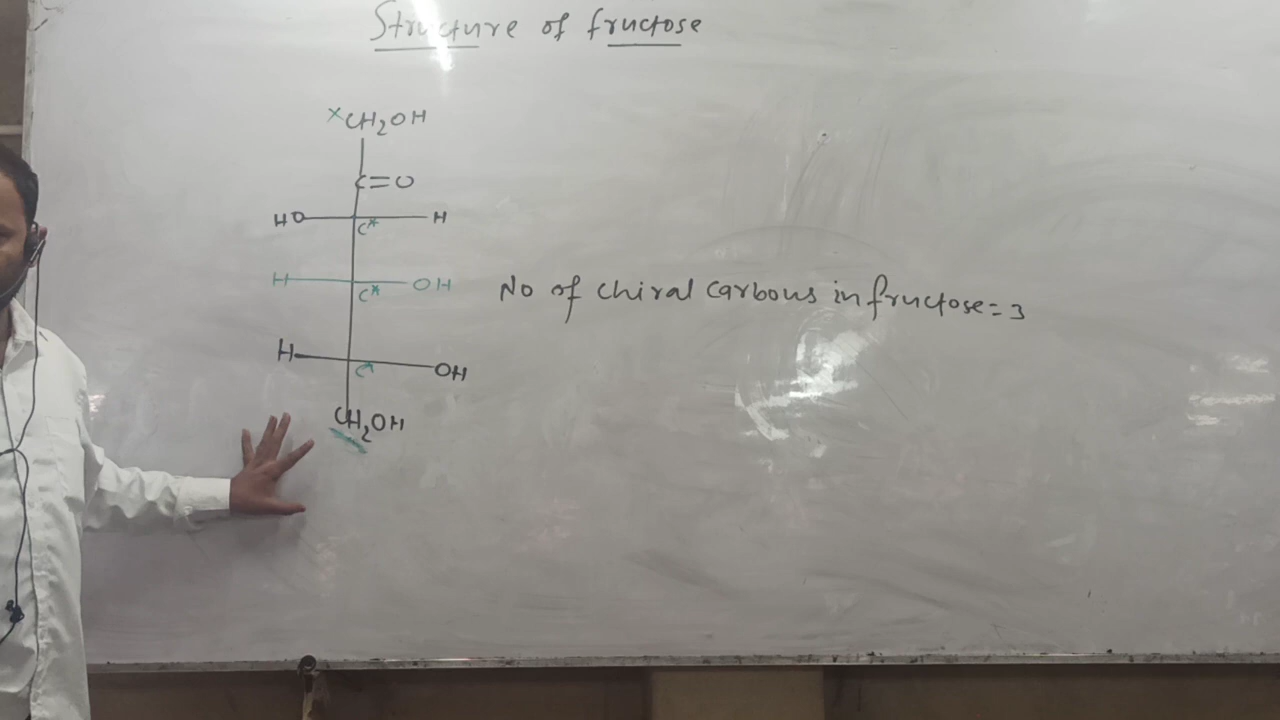 Structure of fructose
×CH₂OH
C=O
HO H
C*
H OH
C*
No of chiral carbons in fructose = 3
H OH
C*
CH₂OH